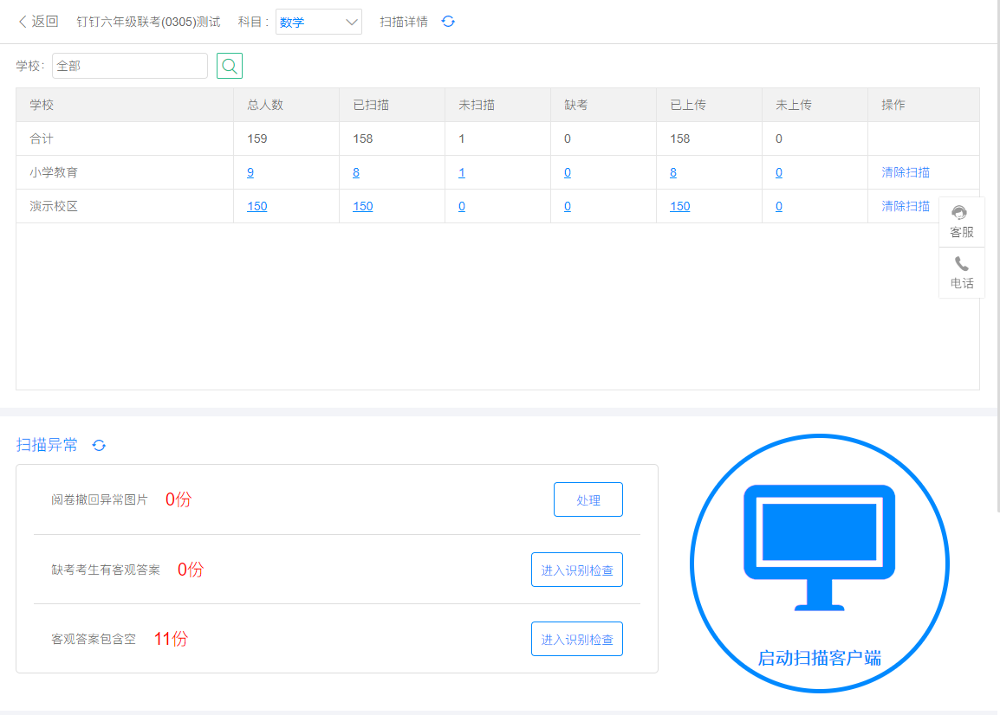 返回 钉钉六年级联考(0305)测试 科目 : 数学 扫描详情
学校: 全部
学校 总人数 已扫描 未扫描 缺考 已上传 未上传 操作
合计 159 158 1 0 158 0
小学教育 9 8 1 0 8 0 清除扫描
演示校区 150 150 0 0 150 0 清除扫描
客服
电话
扫描异常
阅卷撤回异常图片 0份 处理
缺考考生有客观答案 0份 进入识别检查
客观答案包含空 11份 进入识别检查
启动扫描客户端